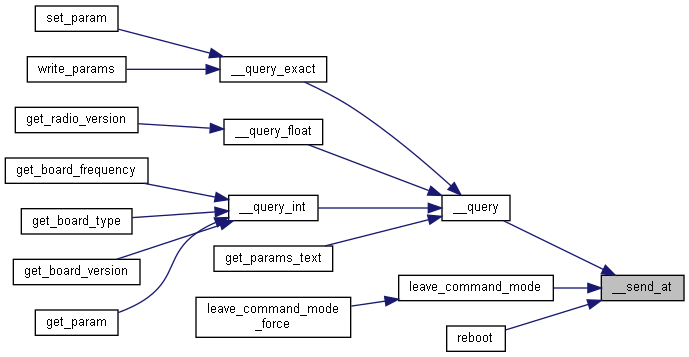 set_param
write_params
__query_exact
get_radio_version
__query_float
get_board_frequency
get_board_type
__query_int
__query
get_board_version
get_params_text
get_param
leave_command_mode
_force
leave_command_mode
__send_at
reboot